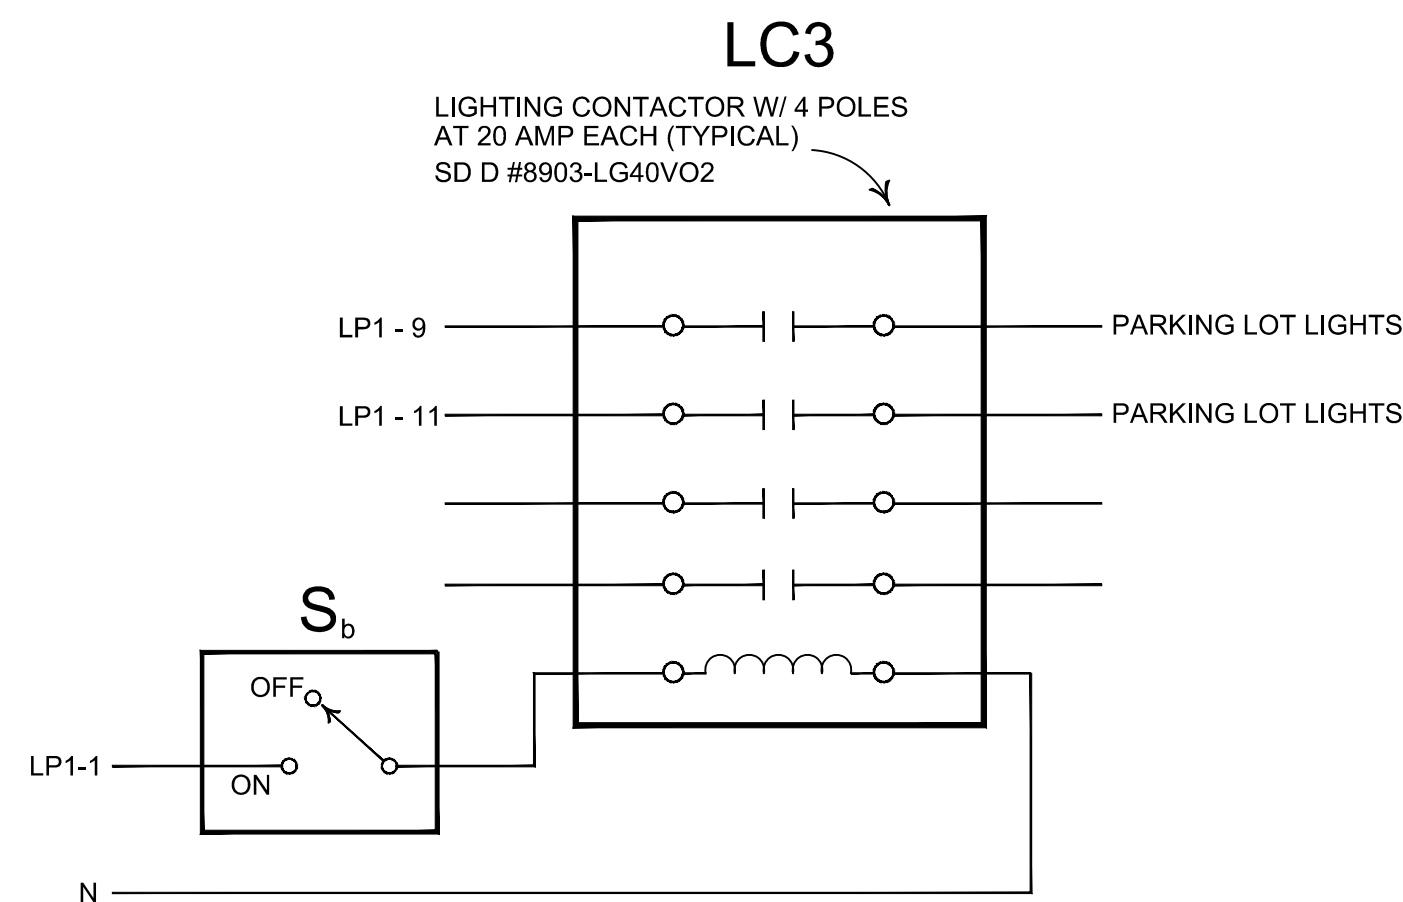 LC3
LIGHTING CONTACTOR W/ 4 POLES
AT 20 AMP EACH (TYPICAL)
SD D #8903-LG40VO2
LP1 - 9
PARKING LOT LIGHTS
LP1 - 11
PARKING LOT LIGHTS
Sb
OFF
LP1-1
ON
N